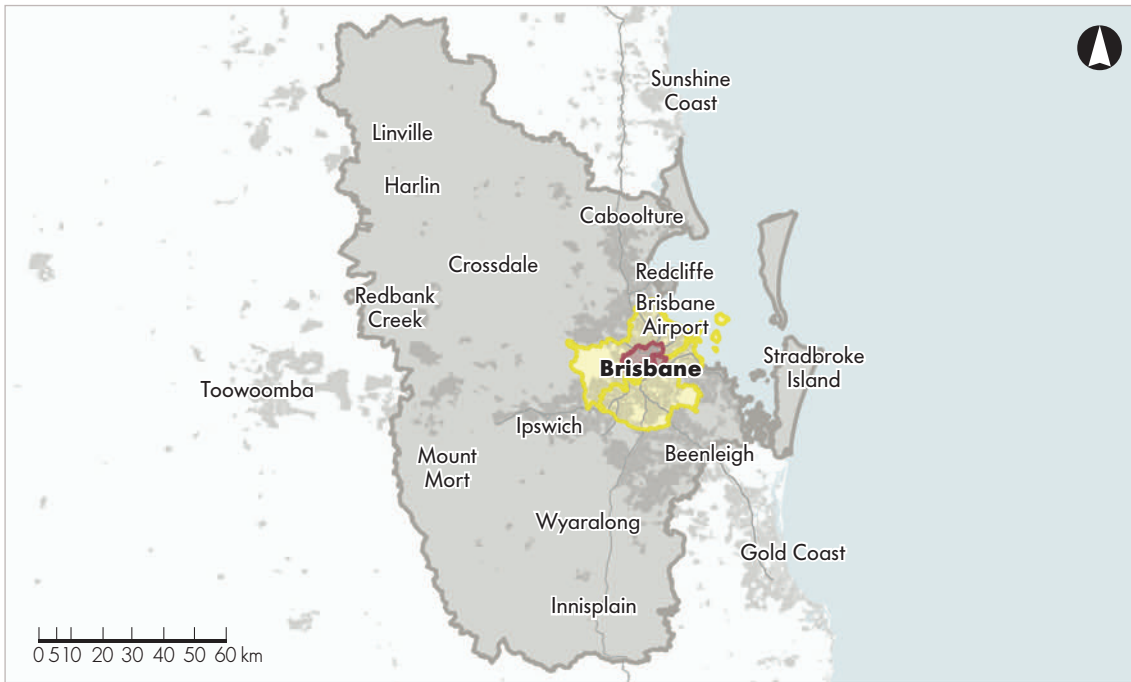 Sunshine
Coast
Linville
Harlin
Caboolture
Crossdale
Redcliffe
Redbank
Creek
Brisbane
Airport
Stradbroke
Island
Brisbane
Toowoomba
Ipswich
Beenleigh
Mount
Mort
Wyaralong
Gold Coast
Innisplain
0 5 10 20 30 40 50 60 km